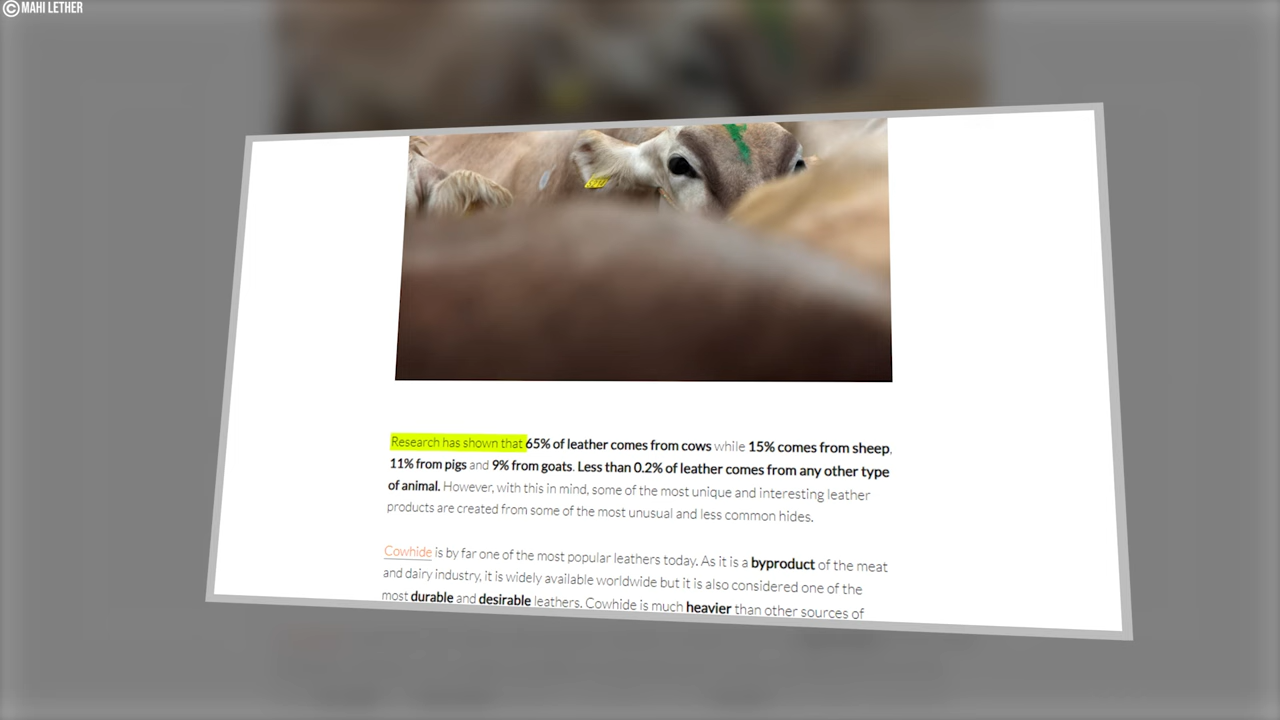 © MAHI LETHER
Research has shown that 65% of leather comes from cows while 15% comes from sheep,
11% from pigs and 9% from goats. Less than 0.2% of leather comes from any other type
of animal. However, with this in mind, some of the most unique and interesting leather
products are created from some of the most unusual and less common hides.
Cowhide is by far one of the most popular leathers today. As it is a byproduct of the meat
and dairy industry, it is widely available worldwide but it is also considered one of the
most durable and desirable leathers. Cowhide is much heavier than other sources of